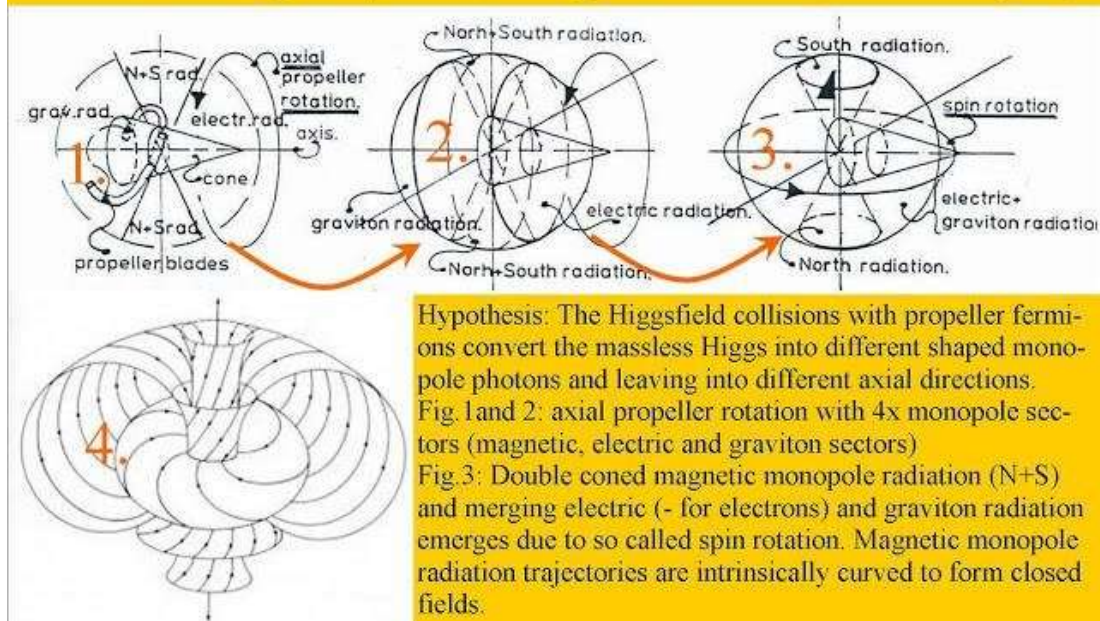 N+S rad.
axial
propeller
rotation.
grav.rad.
electr.rad.
axis.
1.
cone
N+Srad
propeller blades
Norh+South radiation.
2.
graviton radiation.
electric radiation.
Norh+South radiation.
South radiation.
spin rotation
3.
electric+
graviton radiation
North radiation.
4.
Hypothesis: The Higgsfield collisions with propeller fermi-
ons convert the massless Higgs into different shaped mono-
pole photons and leaving into different axial directions.
Fig.1and 2: axial propeller rotation with 4x monopole sec-
tors (magnetic, electric and graviton sectors)
Fig.3: Double coned magnetic monopole radiation (N+S)
and merging electric (- for electrons) and graviton radiation
emerges due to so called spin rotation. Magnetic monopole
radiation trajectories are intrinsically curved to form closed
fields.